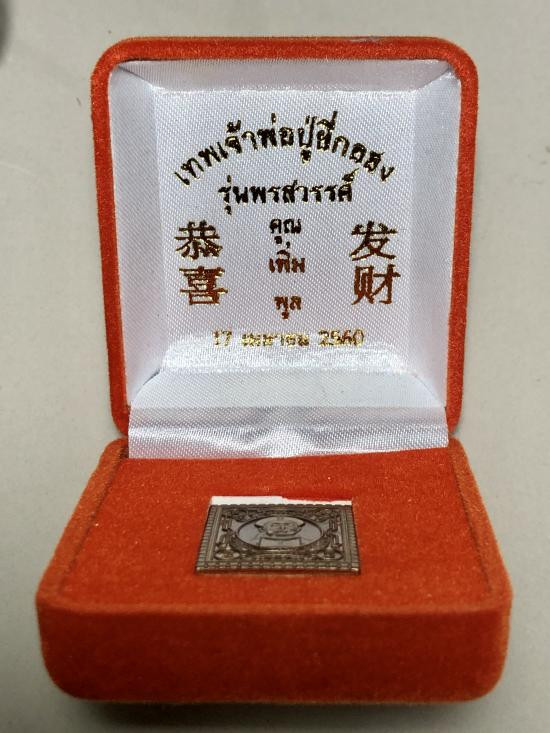 เทพเจ้าพ่อปู่ยี่กอฮง
รุ่นพรสวรรค์
คูณ
เพิ่ม
พูล
恭喜
发财
17 เมษายน 2560